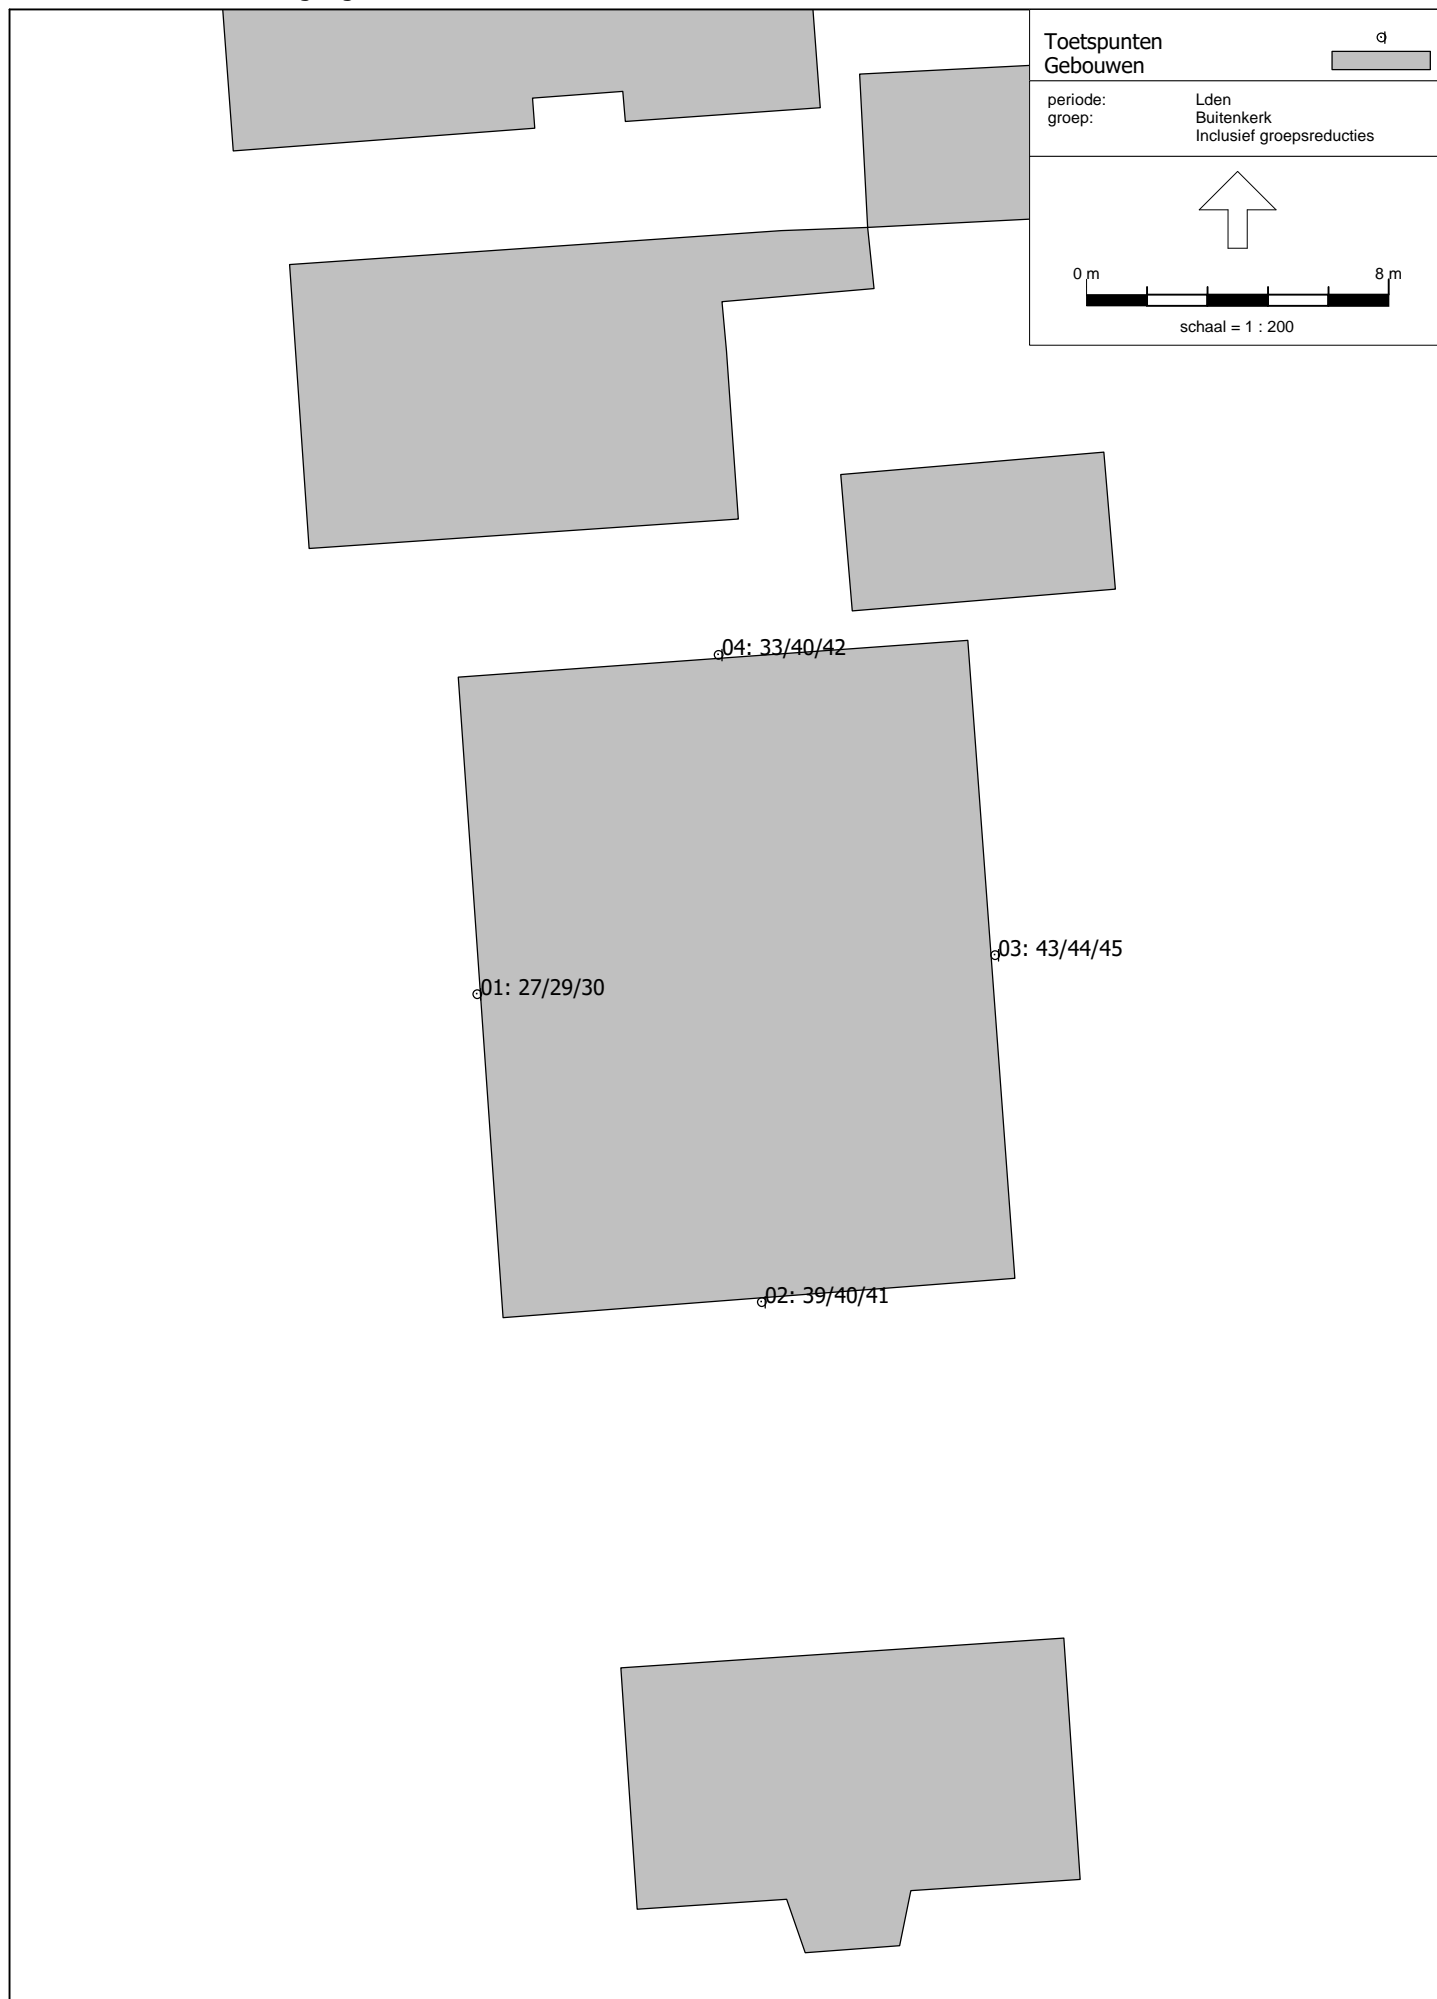 Toetspunten
Gebouwen
periode: Lden
groep: Buitenkerk
Inclusief groepsreducties
0 m 8 m
schaal = 1 : 200
04: 33/40/42
03: 43/44/45
01: 27/29/30
02: 39/40/41